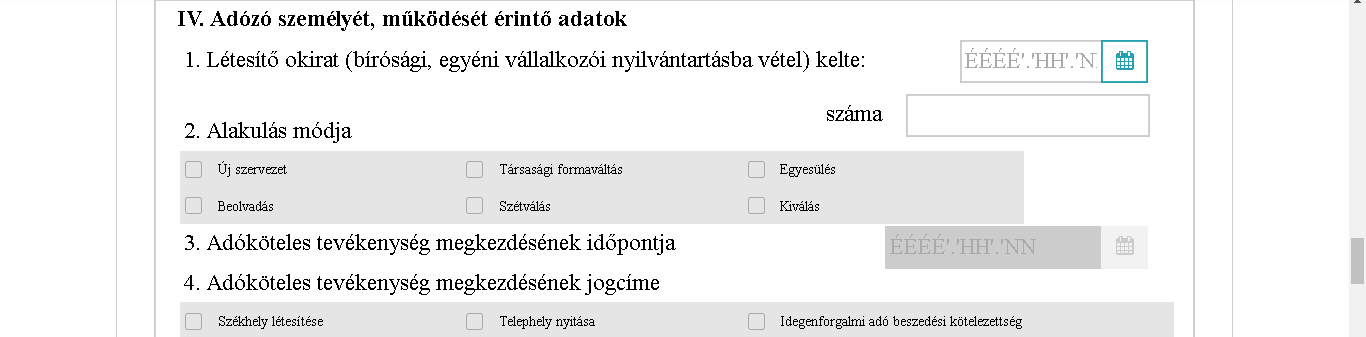 IV. Adózó személyét, működését érintő adatok
1. Létesítő okirat (bírósági, egyéni vállalkozói nyilvántartásba vétel) kelte: ÉÉÉÉ'.'HH'.'N
száma
2. Alakulás módja
Új szervezet Társasági formaváltás Egyesülés
Beolvadás Szétválás Kiválás
3. Adóköteles tevékenység megkezdésének időpontja ÉÉÉÉ'.'HH'.'NN
4. Adóköteles tevékenység megkezdésének jogcíme
Székhely létesítése Telephely nyitása Idegenforgalmi adó beszedési kötelezettség